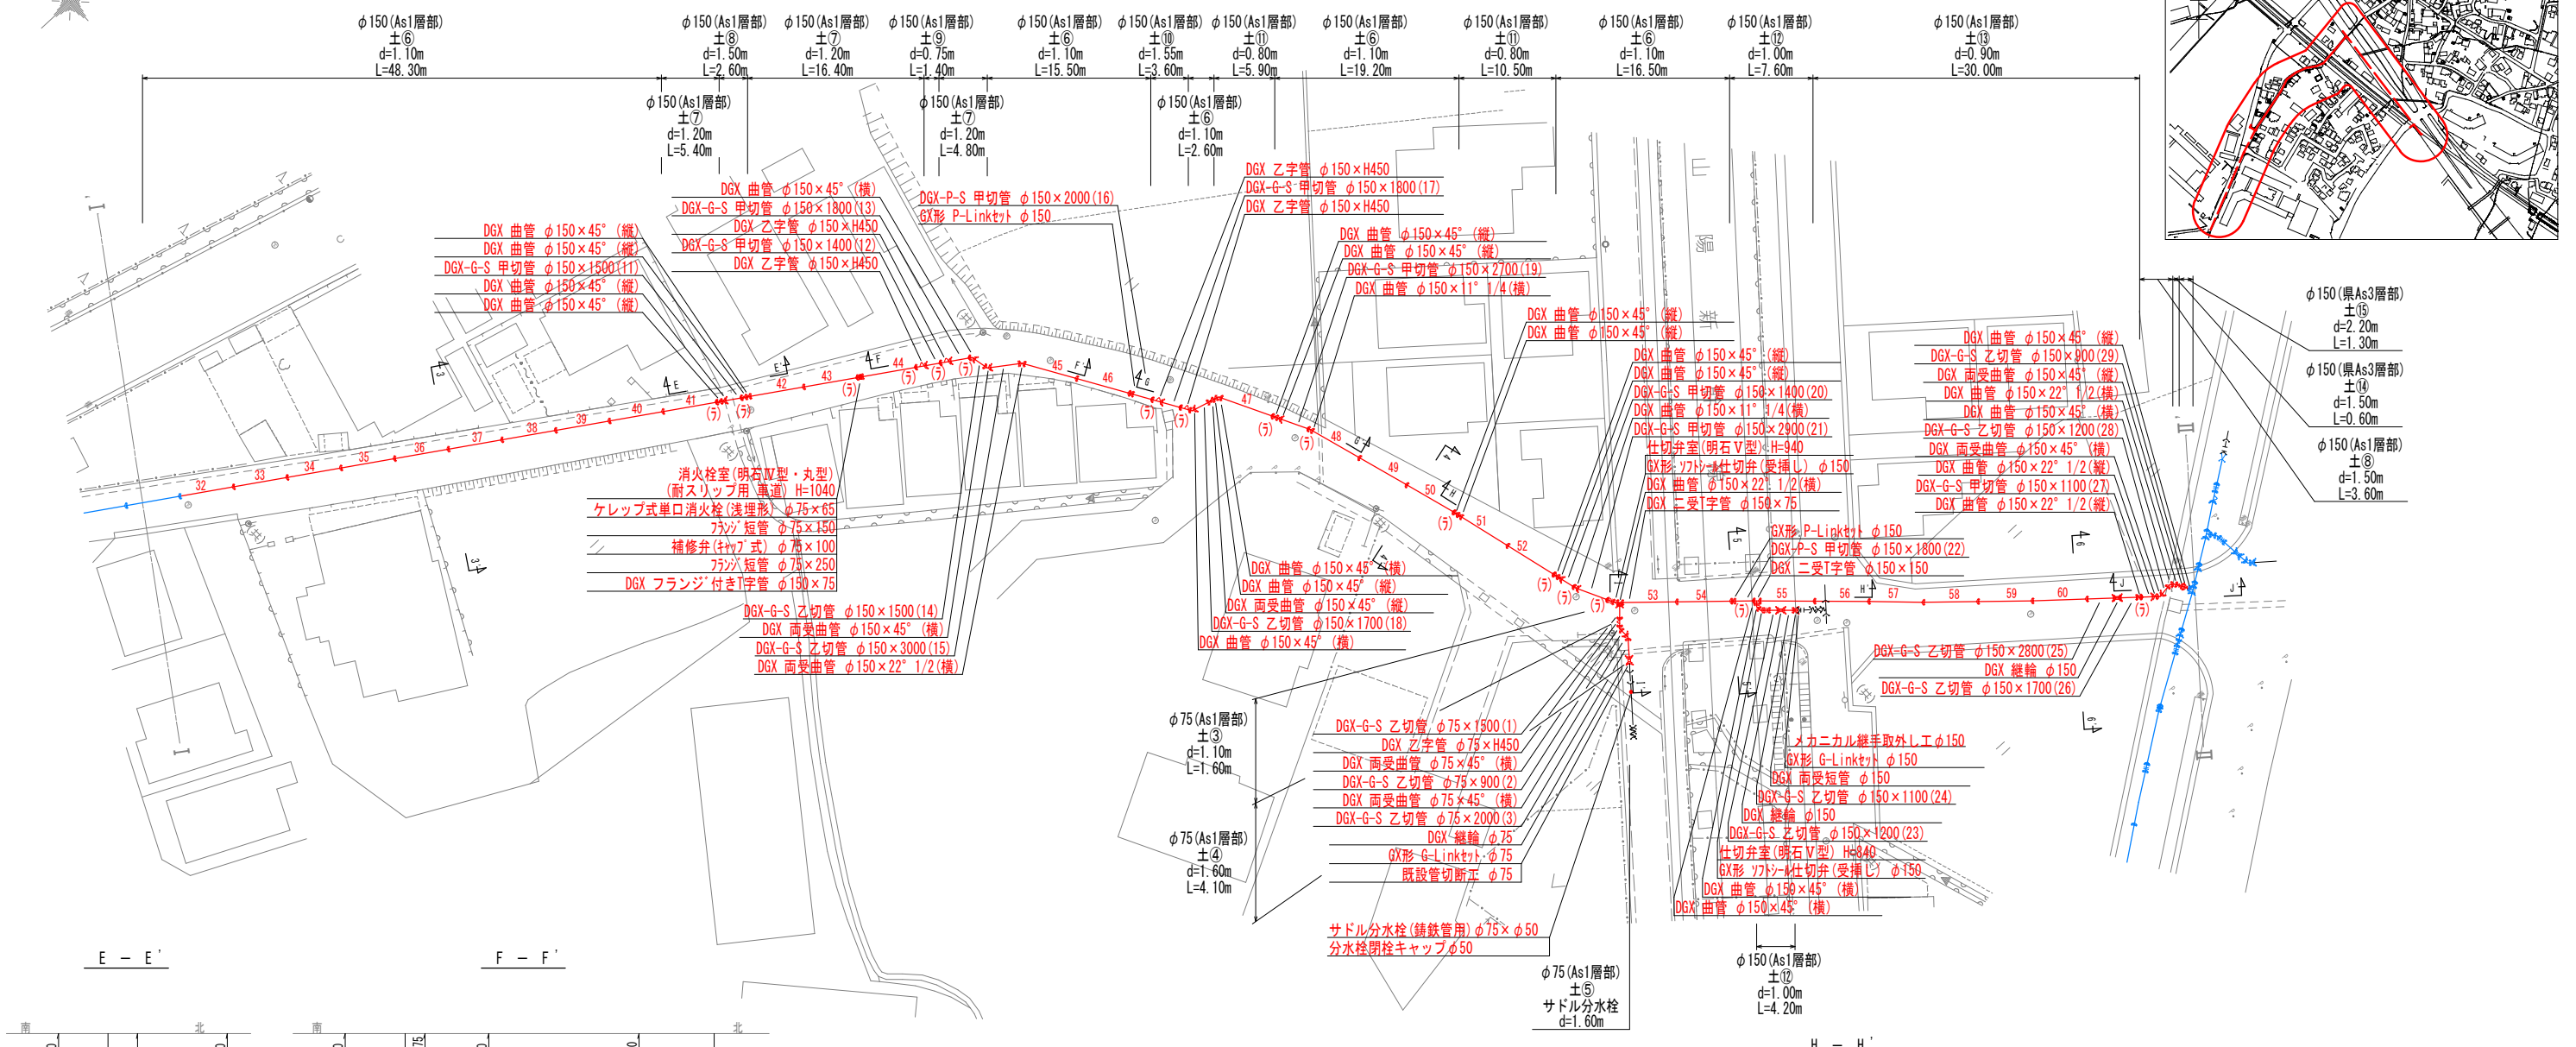 φ150(As1層部)
土⑥
d=1.10m
L=48.30m
φ150(As1層部)
土⑧
d=1.50m
L=2.60m
φ150(As1層部)
土⑦
d=1.20m
L=16.40m
φ150(As1層部)
土⑨
d=0.75m
L=1.40m
φ150(As1層部)
土⑥
d=1.10m
L=15.50m
φ150(As1層部)
土⑩
d=1.55m
L=3.60m
φ150(As1層部)
土⑪
d=0.80m
L=5.90m
φ150(As1層部)
土⑥
d=1.10m
L=19.20m
φ150(As1層部)
土⑪
d=0.80m
L=10.50m
φ150(As1層部)
土⑥
d=1.10m
L=16.50m
φ150(As1層部)
土⑫
d=1.00m
L=7.60m
φ150(As1層部)
土⑬
d=0.90m
L=30.00m
φ150(As1層部)
土⑦
d=1.20m
L=5.40m
φ150(As1層部)
土⑦
d=1.20m
L=4.80m
φ150(As1層部)
土⑥
d=1.10m
L=2.60m
DGX 曲管 φ150×45°(縦)
DGX 曲管 φ150×45°(縦)
DGX-G-S 甲切管 φ150×1500(11)
DGX 曲管 φ150×45°(縦)
DGX 曲管 φ150×45°(縦)
DGX 曲管 φ150×45°(横)
DGX-G-S 甲切管 φ150×1800(13)
DGX 乙字管 φ150×H450
DGX-G-S 甲切管 φ150×1400(12)
DGX 乙字管 φ150×H450
DGX-P-S 甲切管 φ150×2000(16)
GX形 P-Linkセット φ150
DGX 乙字管 φ150×H450
DGX-G-S 甲切管 φ150×1800(17)
DGX 乙字管 φ150×H450
DGX 曲管 φ150×45°(縦)
DGX 曲管 φ150×45°(縦)
DGX-G-S 甲切管 φ150×2700(19)
DGX 曲管 φ150×11°1/4(横)
DGX 曲管 φ150×45°(縦)
DGX 曲管 φ150×45°(縦)
DGX 曲管 φ150×45°(縦)
DGX 曲管 φ150×45°(縦)
DGX-G-S 甲切管 φ150×1400(20)
DGX 曲管 φ150×11°1/4(横)
DGX-G-S 甲切管 φ150×2900(21)
仕切弁室(明石Ⅴ型) H=940
GX形 ソフトシール仕切弁(受挿し) φ150
DGX 曲管 φ150×22°1/2(横)
DGX 二受T字管 φ150×75
GX形 P-Linkセット φ150
DGX-P-S 甲切管 φ150×1800(22)
DGX 二受T字管 φ150×150
DGX 曲管 φ150×45°(縦)
DGX-G-S 乙切管 φ150×900(29)
DGX 両受曲管 φ150×45°(縦)
DGX 曲管 φ150×22°1/2(横)
DGX 曲管 φ150×45°(横)
DGX-G-S 乙切管 φ150×1200(28)
DGX 両受曲管 φ150×45°(横)
DGX 曲管 φ150×22°1/2(縦)
DGX-G-S 甲切管 φ150×1100(27)
DGX 曲管 φ150×22°1/2(縦)
φ150(県As3層部)
土⑮
d=2.20m
L=1.30m
φ150(県As3層部)
土⑭
d=1.50m
L=0.60m
φ150(As1層部)
土⑧
d=1.50m
L=3.60m
山陽新
32 33 34 35 36 37 38 39 40 41 42 43 44 45 46 47 48 49 50 51 52 53 54 55 56 57 58 59 60
消火栓室(明石Ⅳ型・丸型)
(耐スリップ用 車道) H=1040
ケレップ式単口消火栓(浅埋形) φ75×65
フランジ短管 φ75×150
補修弁(キャップ式) φ75×100
フランジ短管 φ75×250
DGX フランジ付きT字管 φ150×75
DGX-G-S 乙切管 φ150×1500(14)
DGX 両受曲管 φ150×45°(横)
DGX-G-S 乙切管 φ150×3000(15)
DGX 両受曲管 φ150×22°1/2(横)
DGX 曲管 φ150×45°(横)
DGX 曲管 φ150×45°(縦)
DGX 両受曲管 φ150×45°(縦)
DGX-G-S 乙切管 φ150×1700(18)
DGX 曲管 φ150×45°(横)
φ75(As1層部)
土③
d=1.10m
L=1.60m
φ75(As1層部)
土④
d=1.60m
L=4.10m
DGX-G-S 乙切管 φ75×1500(1)
DGX 乙字管 φ75×H450
DGX 両受曲管 φ75×45°(横)
DGX-G-S 乙切管 φ75×900(2)
DGX 両受曲管 φ75×45°(横)
DGX-G-S 乙切管 φ75×2000(3)
DGX 継輪 φ75
GX形 G-Linkセット φ75
既設管切断工 φ75
サドル分水栓(鋳鉄管用)φ75×φ50
分水栓閉栓キャップφ50
φ75(As1層部)
土⑤
サドル分水栓
d=1.60m
DGX-G-S 乙切管 φ150×2800(25)
DGX 継輪 φ150
DGX-G-S 乙切管 φ150×1700(26)
メカニカル継手取外し工φ150
GX形 G-Linkセット φ150
DGX 両受短管 φ150
DGX-G-S 乙切管 φ150×1100(24)
DGX 継輪 φ150
DGX-G-S 乙切管 φ150×1200(23)
仕切弁室(明石Ⅴ型) H=840
GX形 ソフトシール仕切弁(受挿し) φ150
DGX 曲管 φ150×45°(横)
DGX 曲管 φ150×45°(横)
φ150(As1層部)
土⑫
d=1.00m
L=4.20m
E － E'
F － F'
H － H'
南 北
南 北